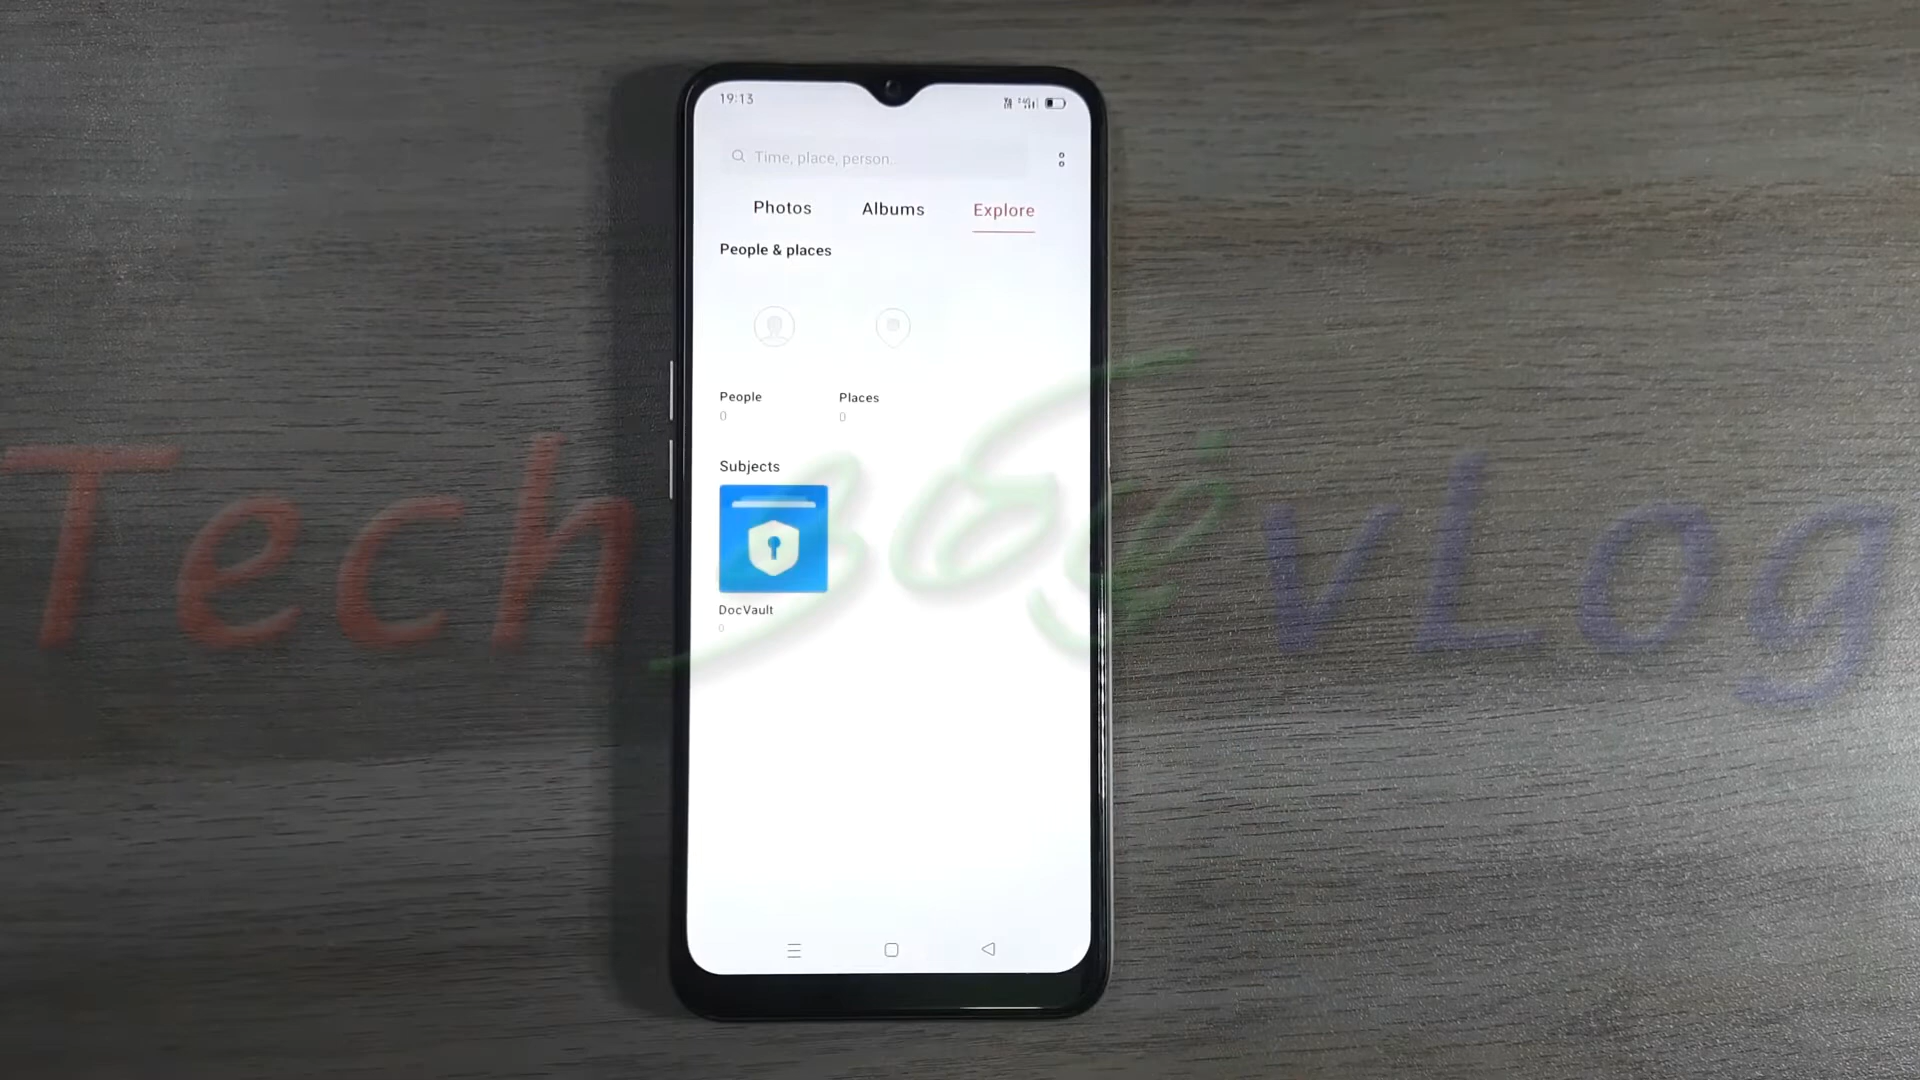 19:13
Time, place, person...
Photos Albums Explore
People & places
People Places
0 0
Subjects
DocVault
0
Tech vLog